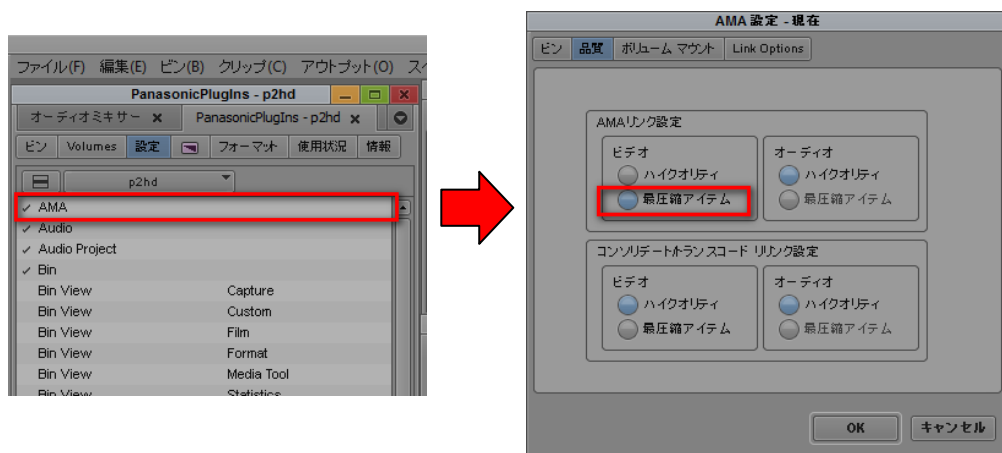 ファイル(F) 編集(E) ビン(B) クリップ(C) アウトプット(O)
PanasonicPlugIns - p2hd
オーディオミキサー × PanasonicPlugIns - p2hd ×
ビン Volumes 設定 フォーマット 使用状況 情報
p2hd
✓ AMA
✓ Audio
✓ Audio Project
✓ Bin
Bin View Capture
Bin View Custom
Bin View Film
Bin View Format
Bin View Media Tool
Bin View Statistics
AMA 設定 - 現在
ビン 品質 ボリューム マウント Link Options
AMAリンク設定
ビデオ
ハイクオリティ
最圧縮アイテム
オーディオ
ハイクオリティ
最圧縮アイテム
コンソリデート/トランスコード リリンク設定
ビデオ
ハイクオリティ
最圧縮アイテム
オーディオ
ハイクオリティ
最圧縮アイテム
OK キャンセル